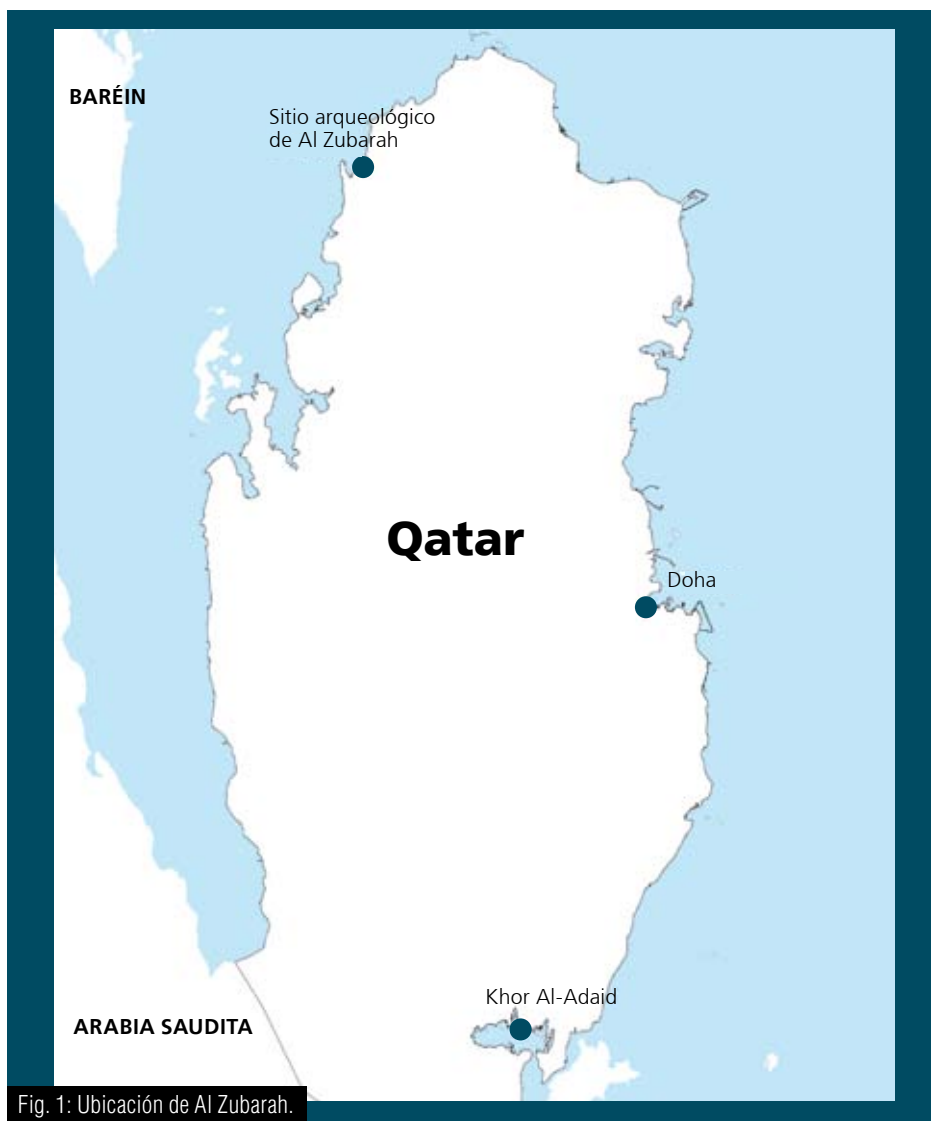 BARÉIN
Sitio arqueológico
de Al Zubarah
Qatar
Doha
Khor Al-Adaid
ARABIA SAUDITA
Fig. 1: Ubicación de Al Zubarah.